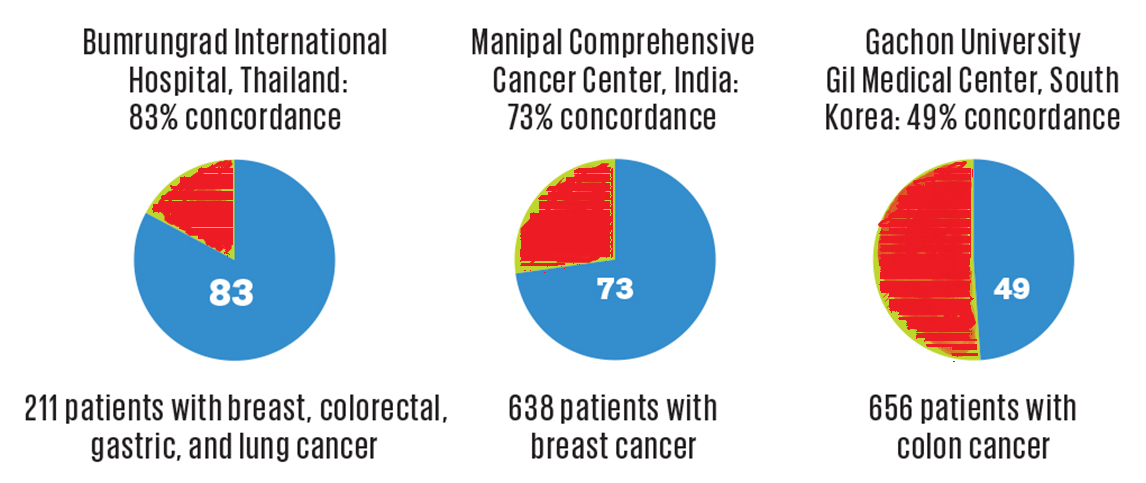 Bumrungrad International
Hospital, Thailand:
83% concordance
83
211 patients with breast, colorectal,
gastric, and lung cancer
Manipal Comprehensive
Cancer Center, India:
73% concordance
73
638 patients with
breast cancer
Gachon University
Gil Medical Center, South
Korea: 49% concordance
49
656 patients with
colon cancer